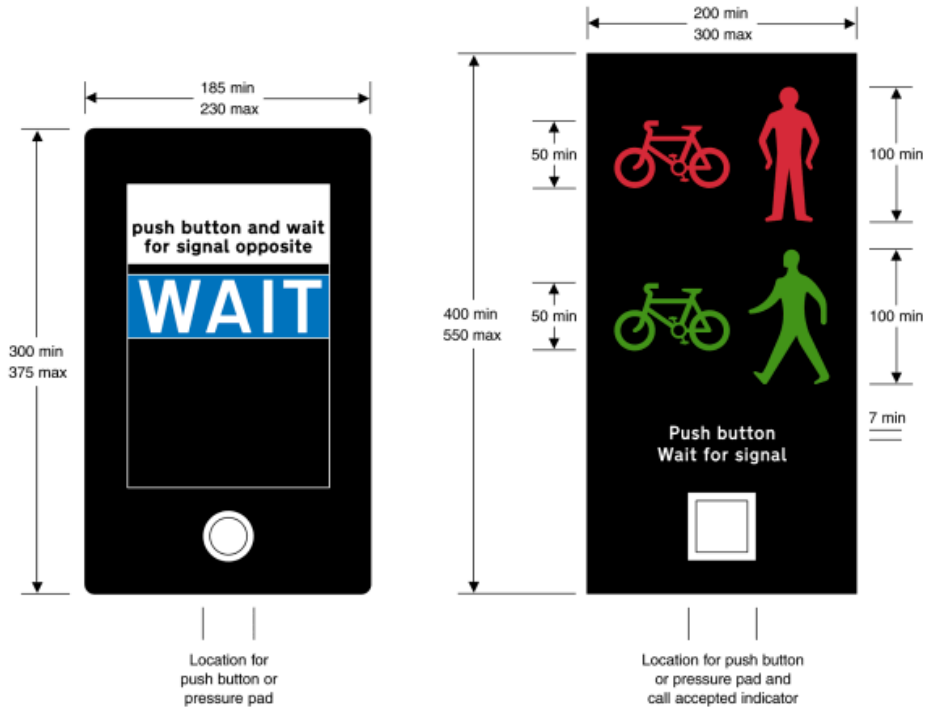 185 min
230 max
push button and wait
for signal opposite
WAIT
300 min
375 max
Location for
push button or
pressure pad
200 min
300 max
50 min
100 min
400 min
550 max
50 min
100 min
7 min
Push button
Wait for signal
Location for push button
or pressure pad and
call accepted indicator